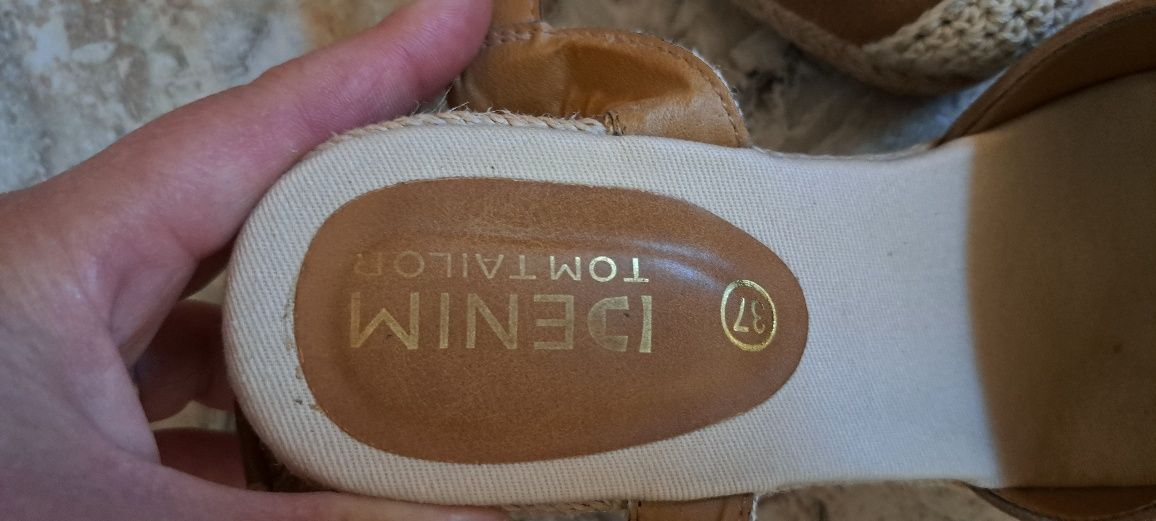 DENIM
TOM TAILOR
37